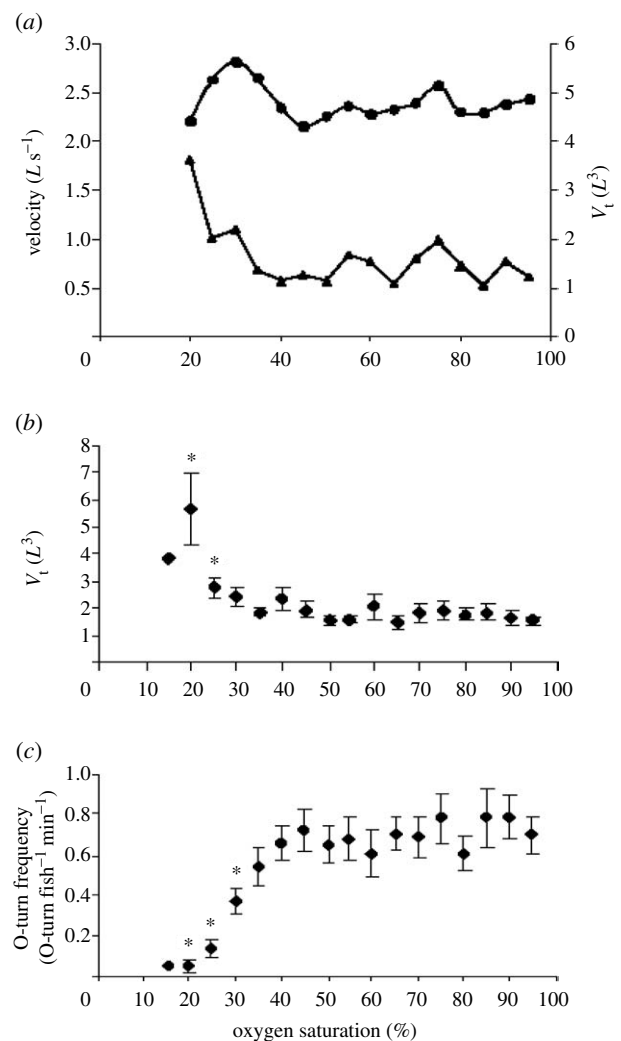 (a)
3.0
2.5
2.0
1.5
1.0
0.5
velocity (L s⁻¹)
6
5
4
3
2
1
0
Vt (L³)
0 20 40 60 80 100
(b)
8
7
6
5
4
3
2
1
Vt (L³)
* *
0 10 20 30 40 50 60 70 80 90 100
(c)
1.0
0.8
0.6
0.4
0.2
O-turn frequency
(O-turn fish⁻¹ min⁻¹)
* * *
0 10 20 30 40 50 60 70 80 90 100
oxygen saturation (%)